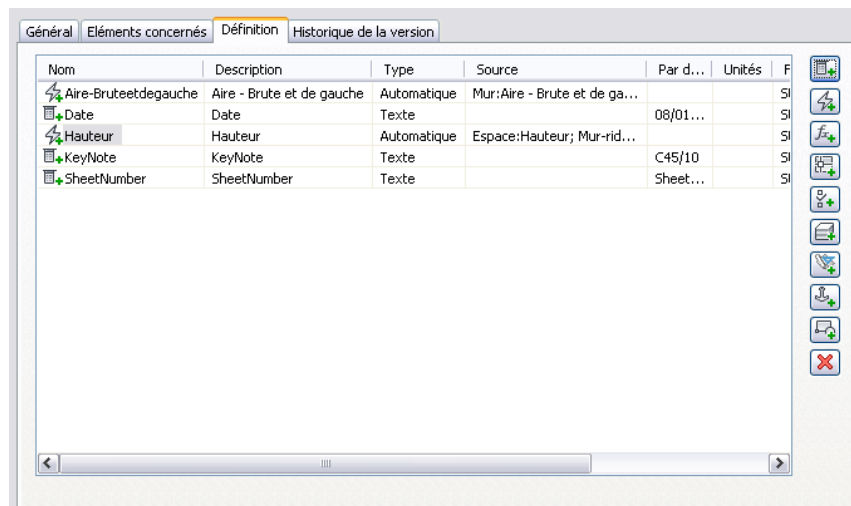 Général Eléments concernés Définition Historique de la version
Nom Description Type Source Par d... Unités F
Aire-Bruteetdegauche Aire - Brute et de gauche Automatique Mur:Aire - Brute et de ga...
Date Date Texte 08/01...
Hauteur Hauteur Automatique Espace:Hauteur; Mur-rid...
KeyNote KeyNote Texte C45/10
SheetNumber SheetNumber Texte Sheet...